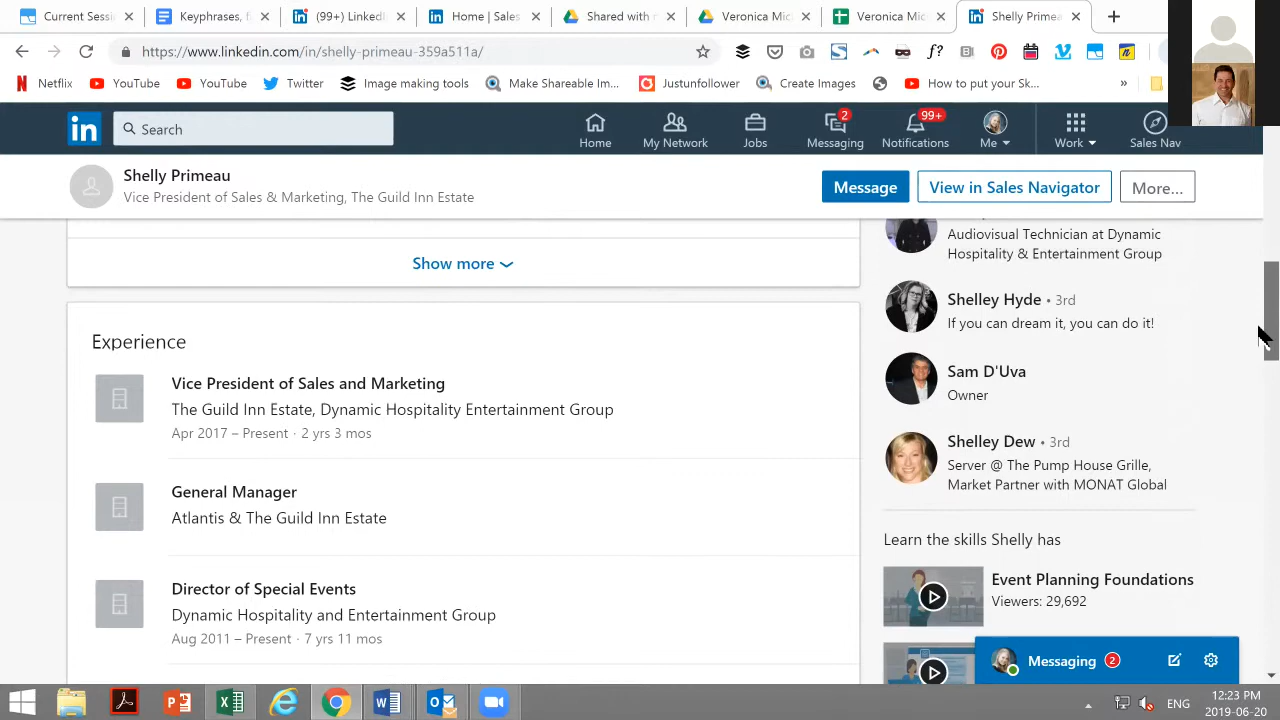 Current Sessi
Keyphrases, f
(99+) LinkedI
Home | Sales
Shared with
Veronica Mic
Veronica Mic
Shelly Prime
https://www.linkedin.com/in/shelly-primeau-359a511a/
Netflix
YouTube
YouTube
Twitter
Image making tools
Create Shareable In...
Justunfollower
Create Images
How to put your Sk...
»
in
Search
Home
My Network
Jobs
2
Messaging
99+
Notifications
Me
Work
Sales Nav
Shelly Primeau
Vice President of Sales & Marketing, The Guild Inn Estate
Message
View in Sales Navigator
More...
Show more
Experience
Vice President of Sales and Marketing
The Guild Inn Estate, Dynamic Hospitality Entertainment Group
Apr 2017 – Present · 2 yrs 3 mos
General Manager
Atlantis & The Guild Inn Estate
Director of Special Events
Dynamic Hospitality and Entertainment Group
Aug 2011 – Present · 7 yrs 11 mos
Audiovisual Technician at Dynamic
Hospitality & Entertainment Group
Shelley Hyde • 3rd
If you can dream it, you can do it!
Sam D'Uva
Owner
Shelley Dew • 3rd
Server @ The Pump House Grille,
Market Partner with MONAT Global
Learn the skills Shelly has
Event Planning Foundations
Viewers: 29,692
Messaging 2
ENG
12:23 PM
2019-06-20